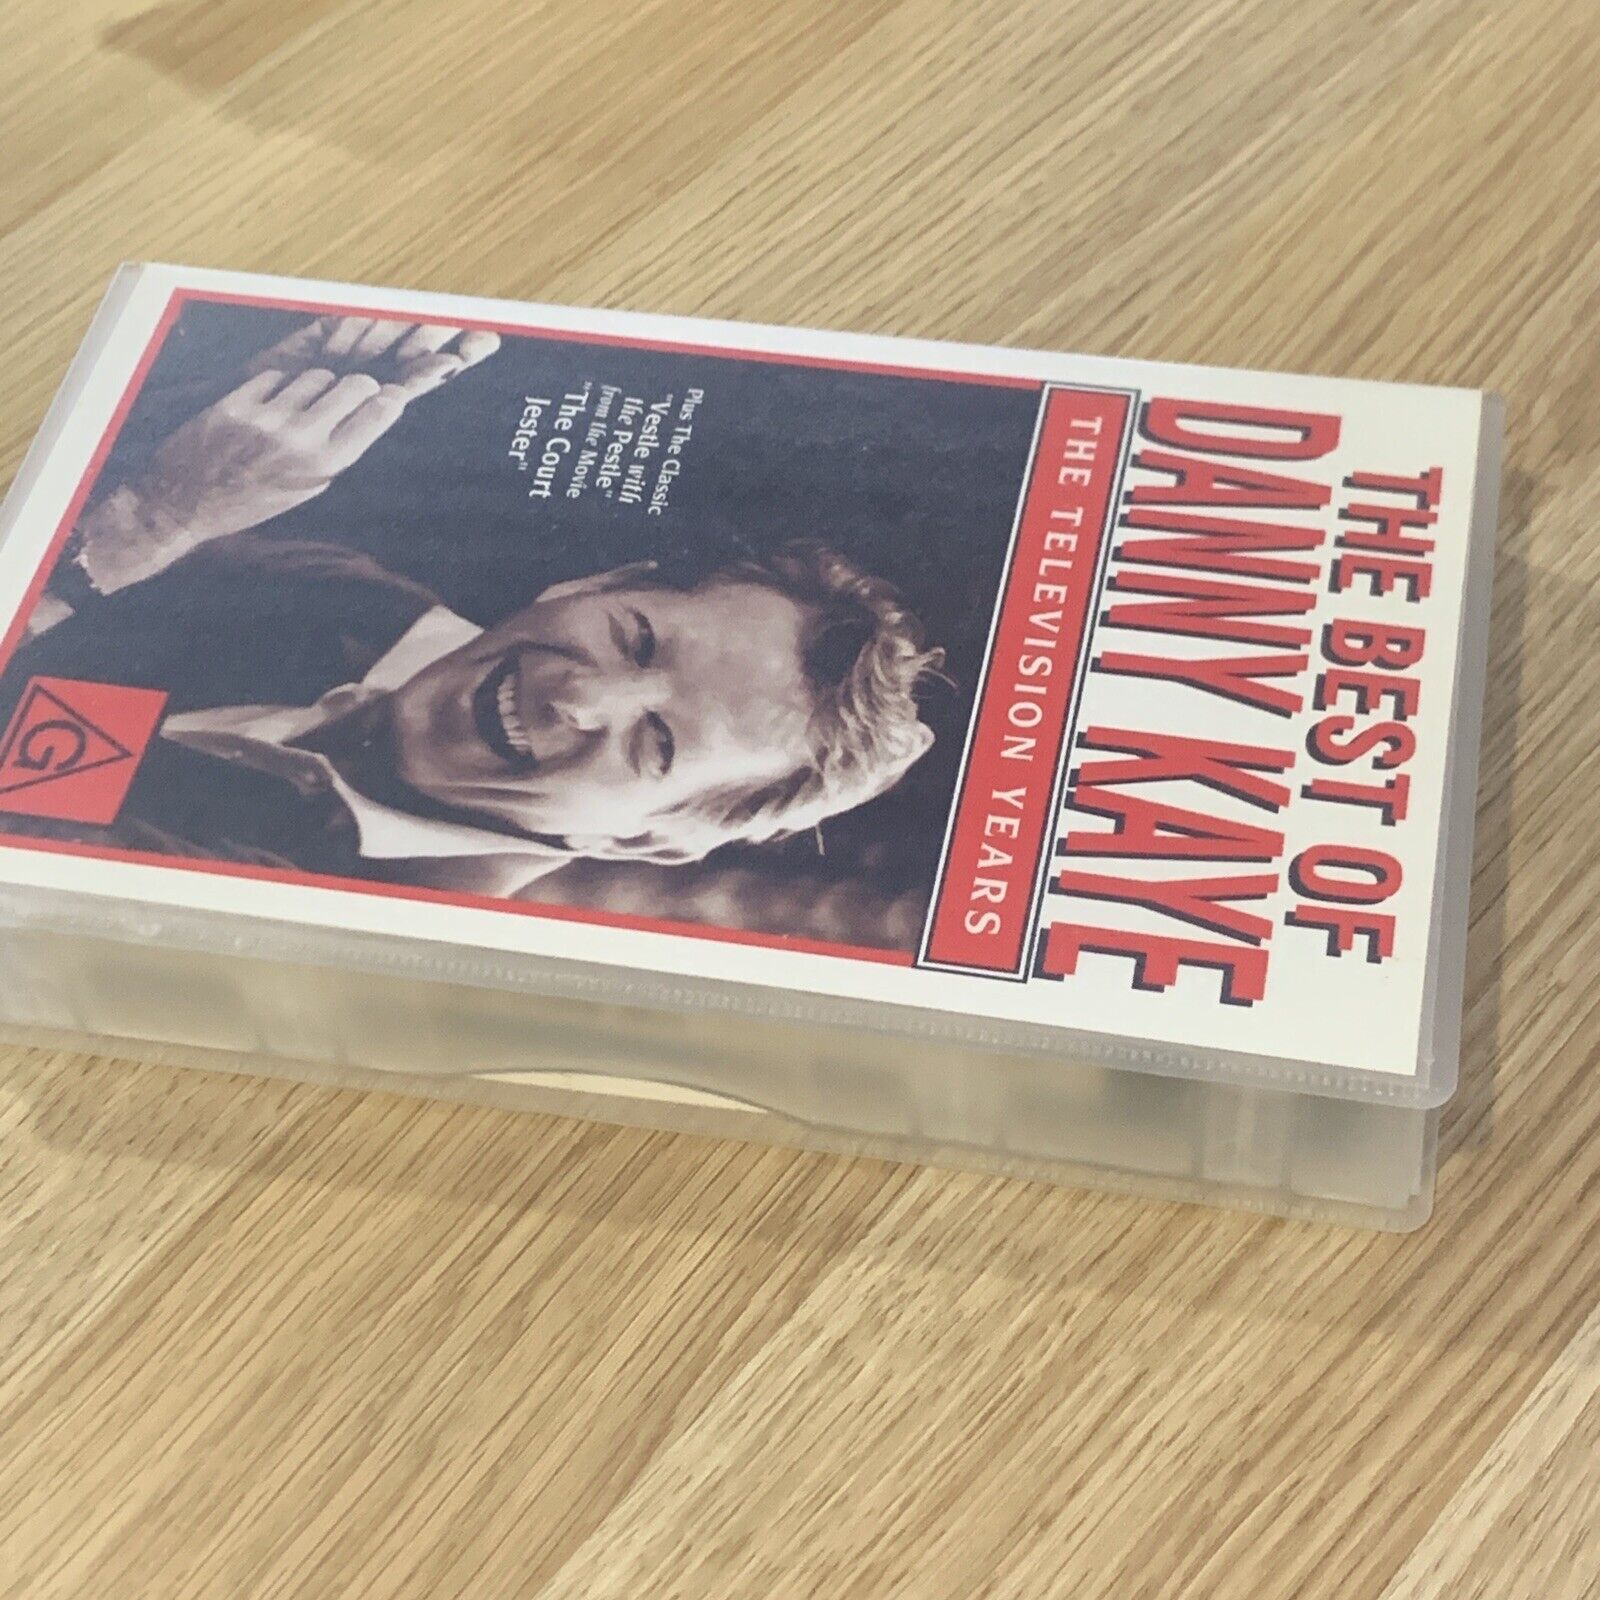 THE BEST OF
DANNY KAYE
THE TELEVISION YEARS
Plus The Classic
"Vestle with
the Pestle"
from the Movie
"The Court
Jester"
G